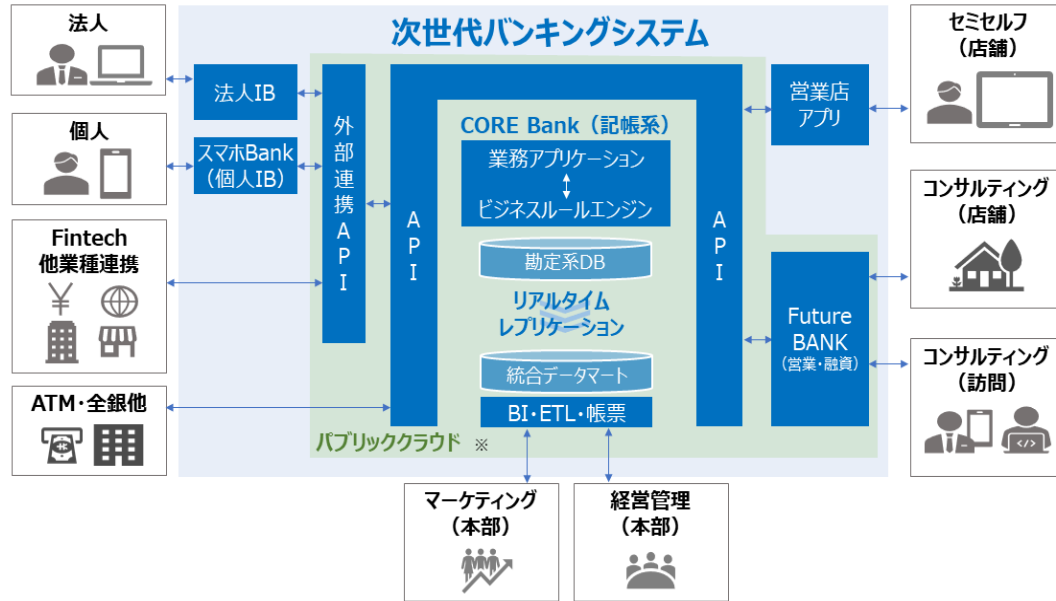 次世代バンキングシステム
法人
個人
Fintech
他業種連携
ATM・全銀他
法人IB
スマホBank
（個人IB）
外部連携API
API
CORE Bank（記帳系）
業務アプリケーション
ビジネスルールエンジン
勘定系DB
リアルタイム
レプリケーション
統合データマート
BI・ETL・帳票
API
パブリッククラウド ※
営業店
アプリ
Future
BANK
（営業・融資）
セミセルフ
（店舗）
コンサルティング
（店舗）
コンサルティング
（訪問）
</>
マーケティング
（本部）
経営管理
（本部）